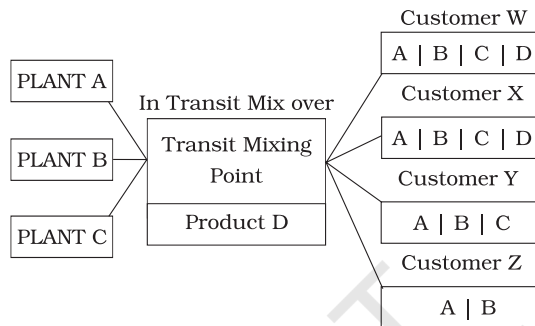 PLANT A
PLANT B
PLANT C
In Transit Mix over
Transit Mixing
Point
Product D
Customer W
A | B | C | D
Customer X
A | B | C | D
Customer Y
A | B | C
Customer Z
A | B